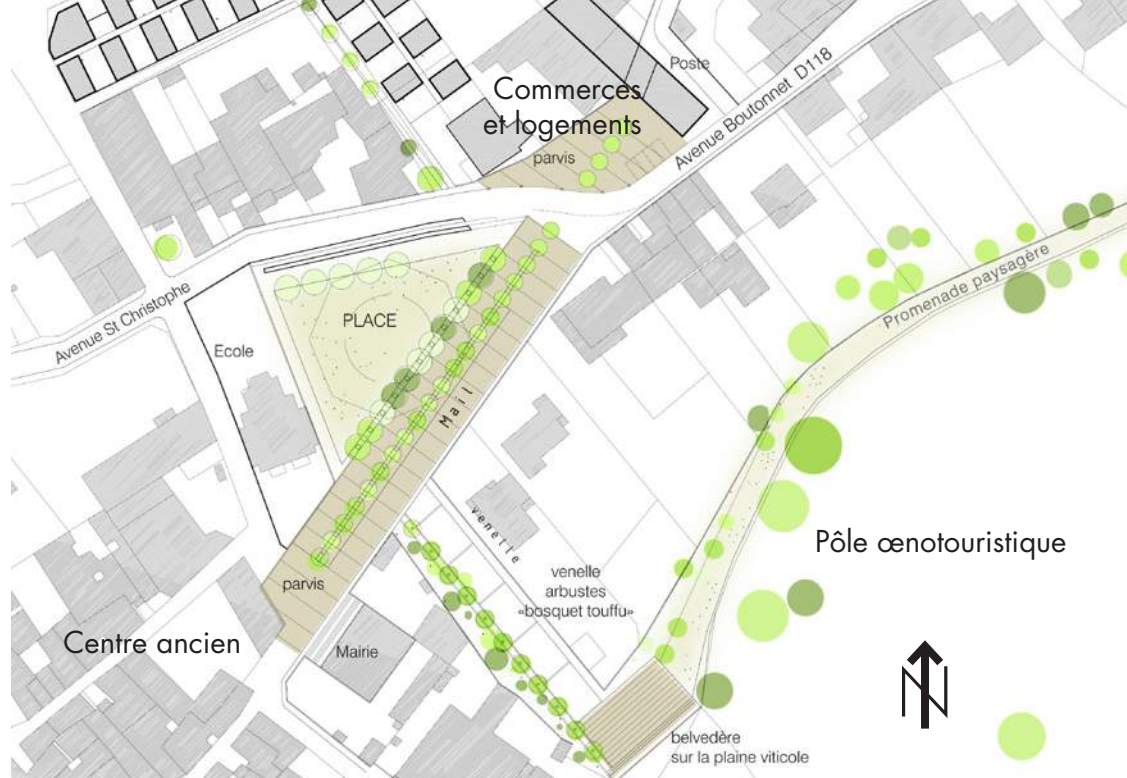 Commerces
et logements
Poste
parvis
Avenue Boutonnet D118
Promenade paysagère
Avenue St Christophe
PLACE
Ecole
Mail
venelle
venelle
arbustes
«bosquet touffu»
Pôle œnotouristique
parvis
Centre ancien
Mairie
belvedère
sur la plaine viticole
N